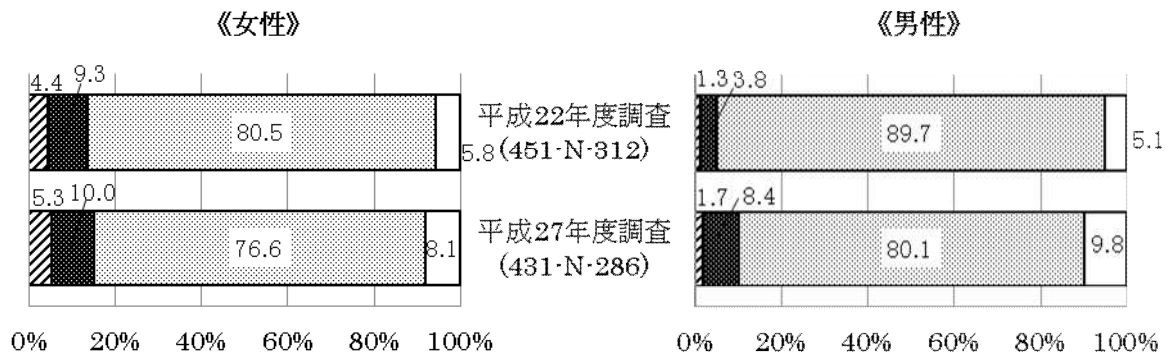 《女性》
《男性》
4.4 9.3
80.5
5.8
平成22年度調査
(451-N-312)
1.3 3.8
89.7
5.1
5.3 10.0
76.6
8.1
平成27年度調査
(431-N-286)
1.7 8.4
80.1
9.8
0% 20% 40% 60% 80% 100%
0% 20% 40% 60% 80% 100%